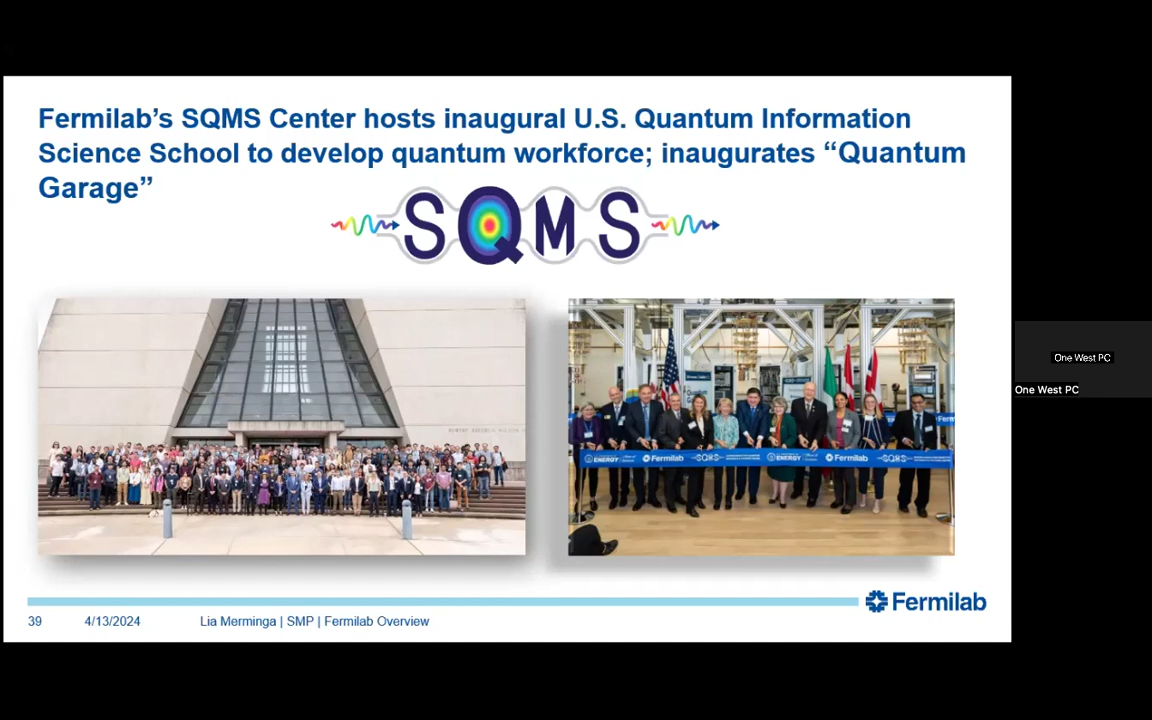 Fermilab’s SQMS Center hosts inaugural U.S. Quantum Information
Science School to develop quantum workforce; inaugurates “Quantum
Garage”
SQMS
ENERGY
Fermilab
SQMS
ENERGY
Fermilab
SQMS
One West PC
One West PC
Fermilab
39
4/13/2024
Lia Merminga | SMP | Fermilab Overview